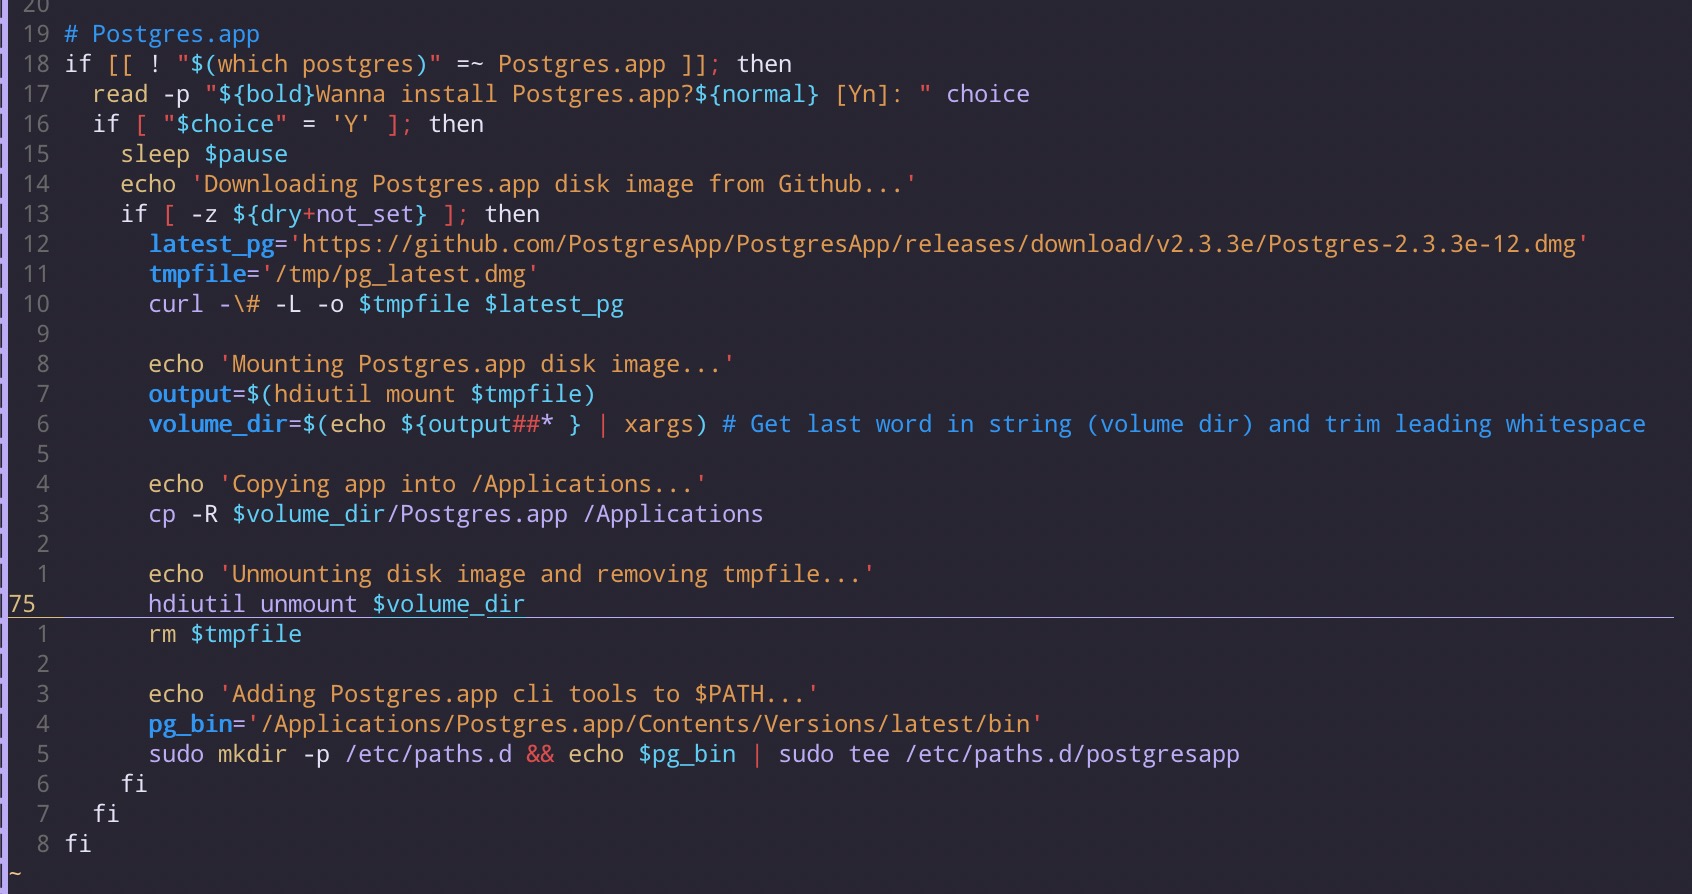 20
19 # Postgres.app
18 if [[ ! "$(which postgres)" =~ Postgres.app ]]; then
17   read -p "${bold}Wanna install Postgres.app?${normal} [Yn]: " choice
16   if [ "$choice" = 'Y' ]; then
15     sleep $pause
14     echo 'Downloading Postgres.app disk image from Github...'
13     if [ -z ${dry+not_set} ]; then
12       latest_pg='https://github.com/PostgresApp/PostgresApp/releases/download/v2.3.3e/Postgres-2.3.3e-12.dmg'
11       tmpfile='/tmp/pg_latest.dmg'
10       curl -\# -L -o $tmpfile $latest_pg
9
8       echo 'Mounting Postgres.app disk image...'
7       output=$(hdiutil mount $tmpfile)
6       volume_dir=$(echo ${output##* } | xargs) # Get last word in string (volume dir) and trim leading whitespace
5
4       echo 'Copying app into /Applications...'
3       cp -R $volume_dir/Postgres.app /Applications
2
1       echo 'Unmounting disk image and removing tmpfile...'
75       hdiutil unmount $volume_dir
1       rm $tmpfile
2
3       echo 'Adding Postgres.app cli tools to $PATH...'
4       pg_bin='/Applications/Postgres.app/Contents/Versions/latest/bin'
5       sudo mkdir -p /etc/paths.d && echo $pg_bin | sudo tee /etc/paths.d/postgresapp
6     fi
7   fi
8 fi
~